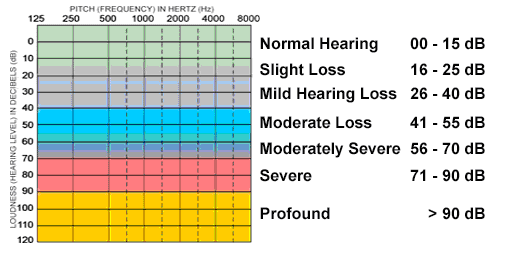 PITCH (FREQUENCY) IN HERTZ (Hz)
125 250 500 1000 2000 4000 8000
LOUDNESS (HEARING LEVEL) IN DECIBELS (dB)
0
10
20
30
40
50
60
70
80
90
100
110
120
Normal Hearing 00 - 15 dB
Slight Loss 16 - 25 dB
Mild Hearing Loss 26 - 40 dB
Moderate Loss 41 - 55 dB
Moderately Severe 56 - 70 dB
Severe 71 - 90 dB
Profound > 90 dB